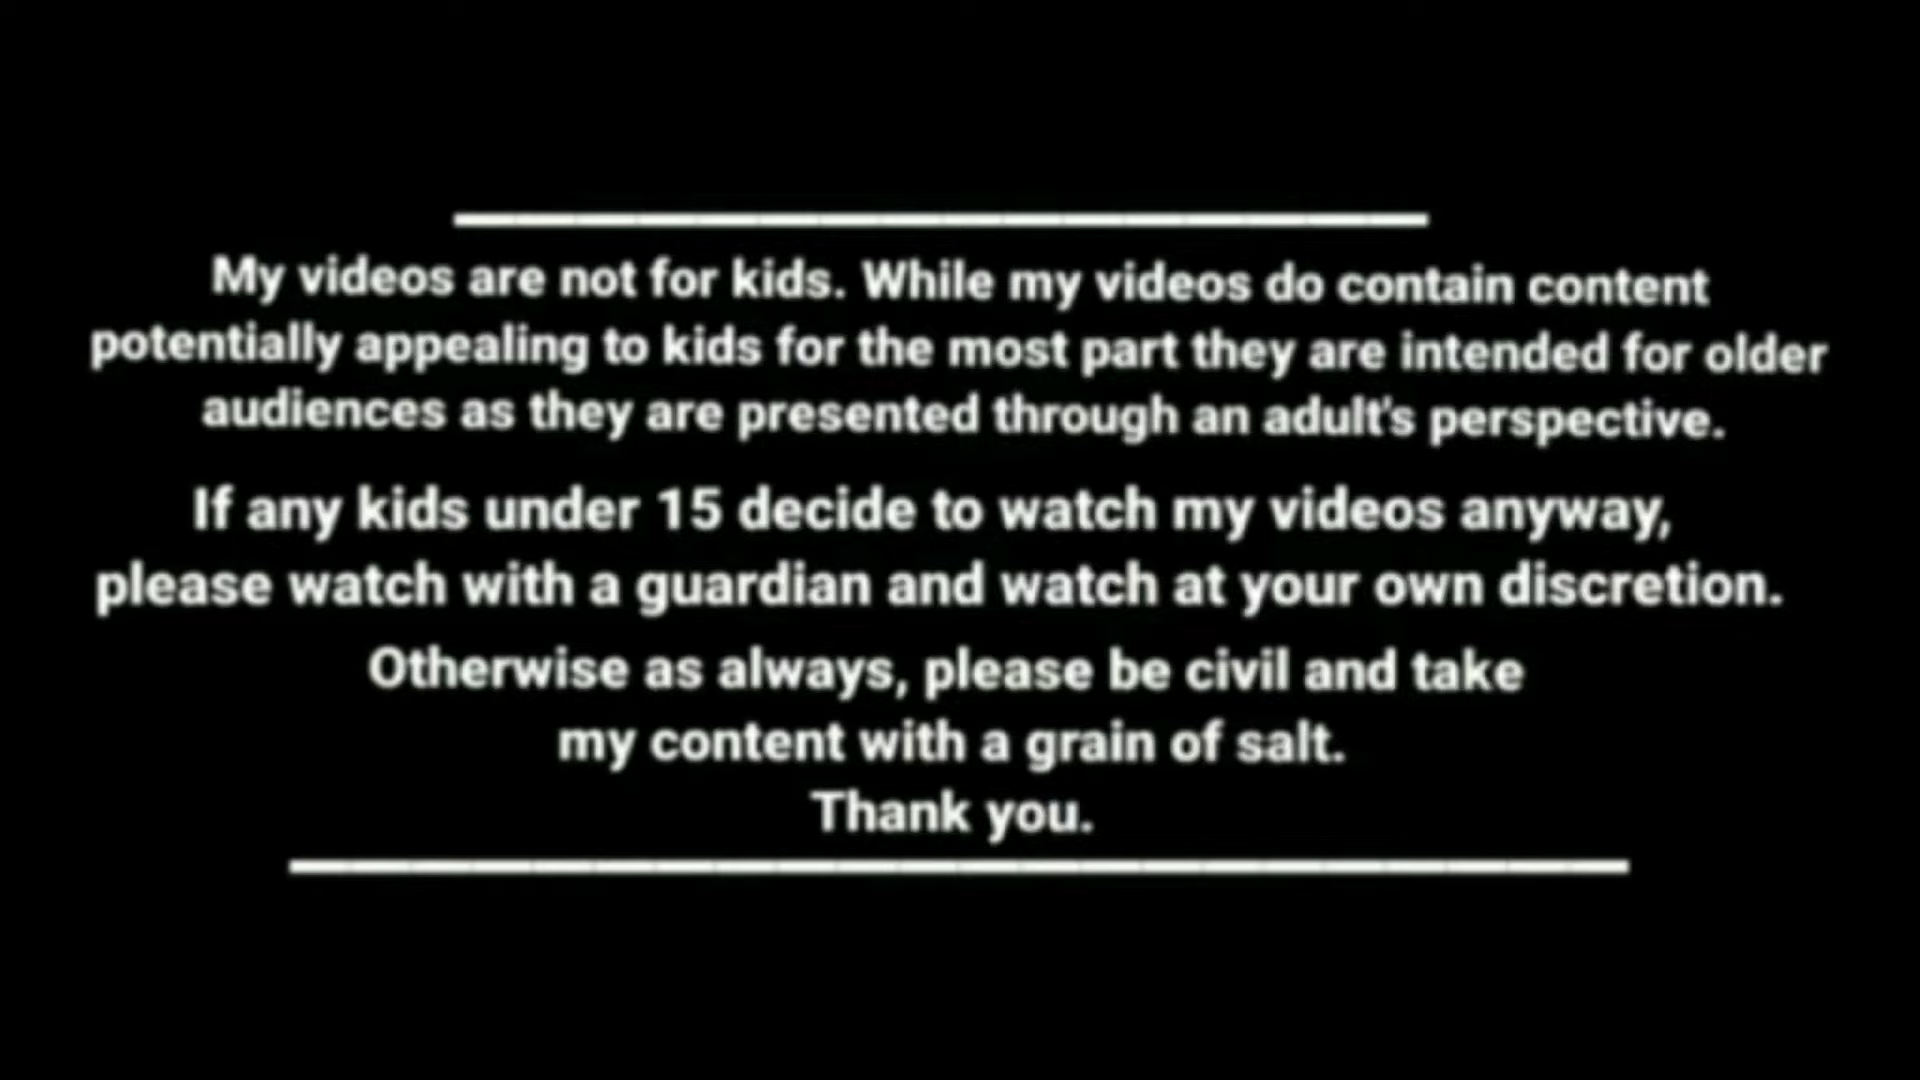 My videos are not for kids. While my videos do contain content
potentially appealing to kids for the most part they are intended for older
audiences as they are presented through an adult's perspective.
If any kids under 15 decide to watch my videos anyway,
please watch with a guardian and watch at your own discretion.
Otherwise as always, please be civil and take
my content with a grain of salt.
Thank you.